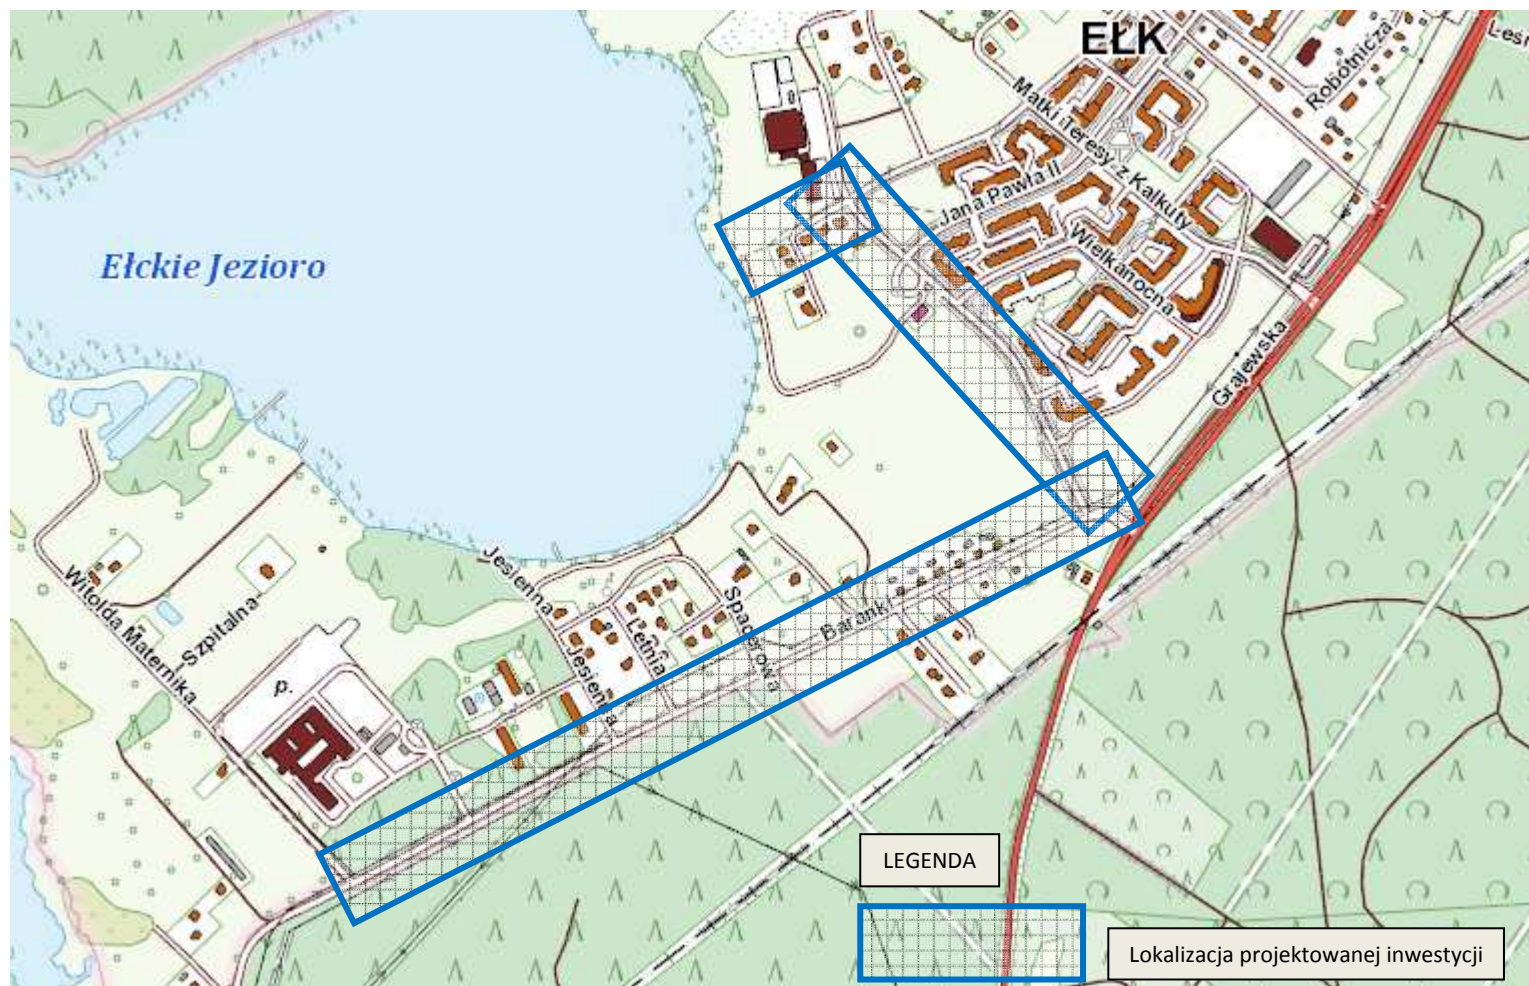 EŁK
Robotnicza
Leśn
Matki Teresy z Kalkuty
Jana Pawła II
Wielkanocna
Ełckie Jezioro
Grajewska
Jesienna
Witolda Maternika
Szpitalna
Spacerowa
Letnia
Jesienna
Baranki
p.
LEGENDA
Lokalizacja projektowanej inwestycji